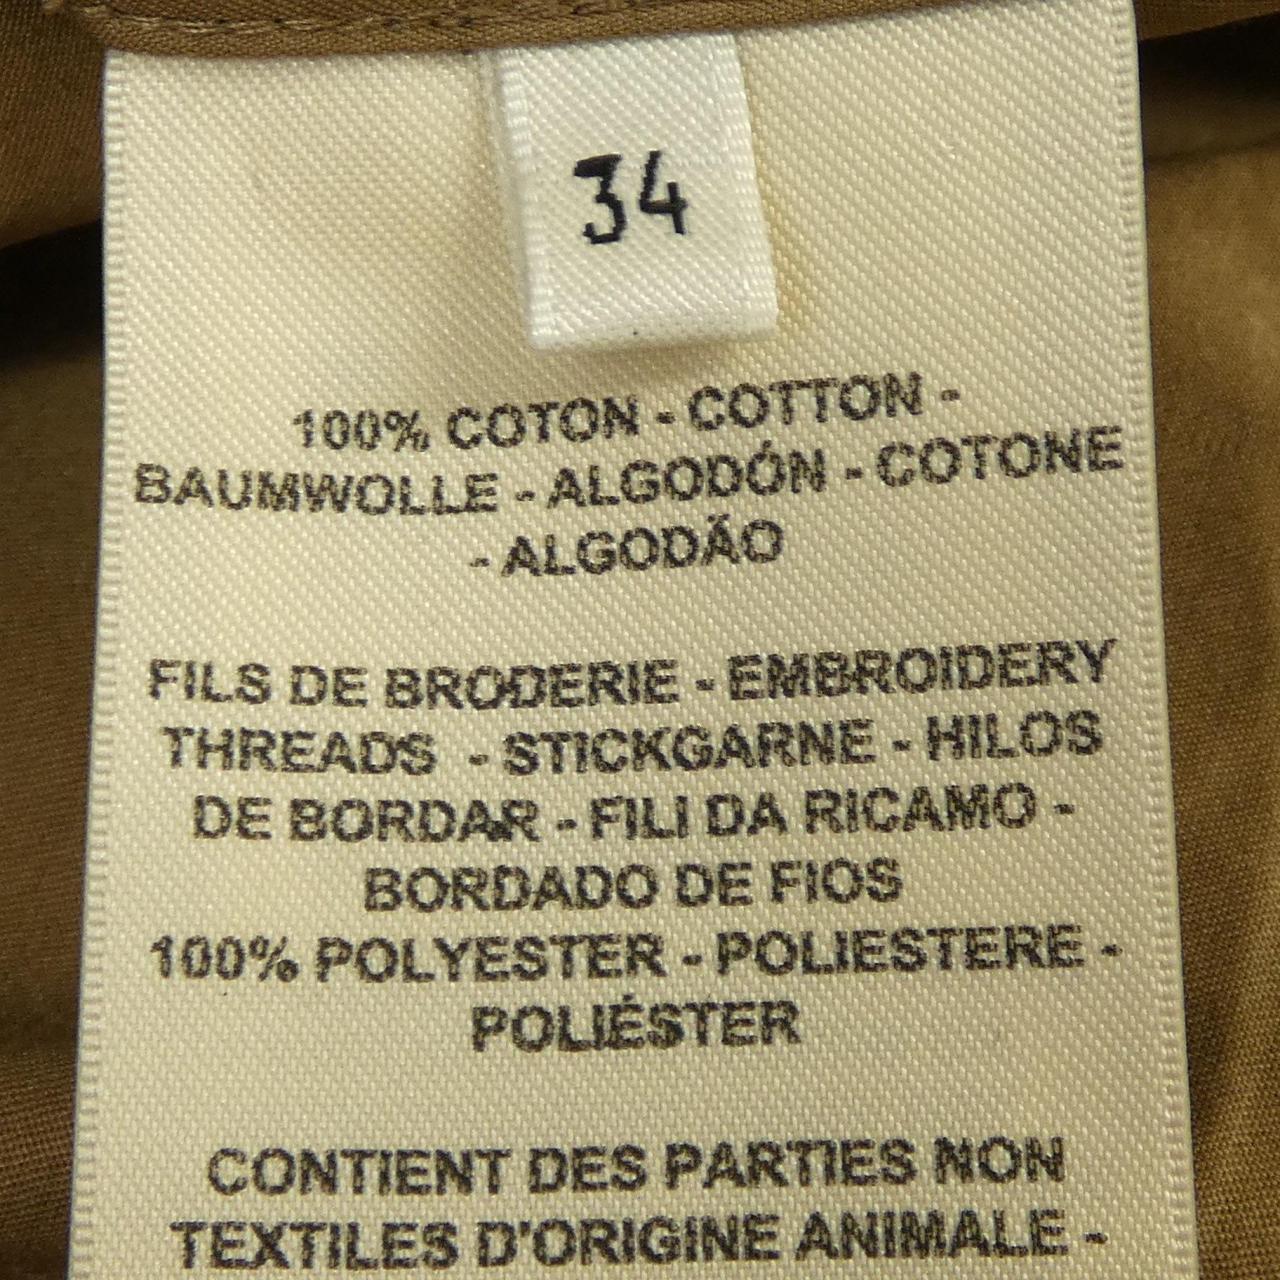 34
100% COTON - COTTON -
BAUMWOLLE - ALGODÓN - COTONE
- ALGODÃO
FILS DE BRODERIE - EMBROIDERY
THREADS - STICKGARNE - HILOS
DE BORDAR - FILI DA RICAMO -
BORDADO DE FIOS
100% POLYESTER - POLIESTERE -
POLIÉSTER
CONTIENT DES PARTIES NON
TEXTILES D'ORIGINE ANIMALE -